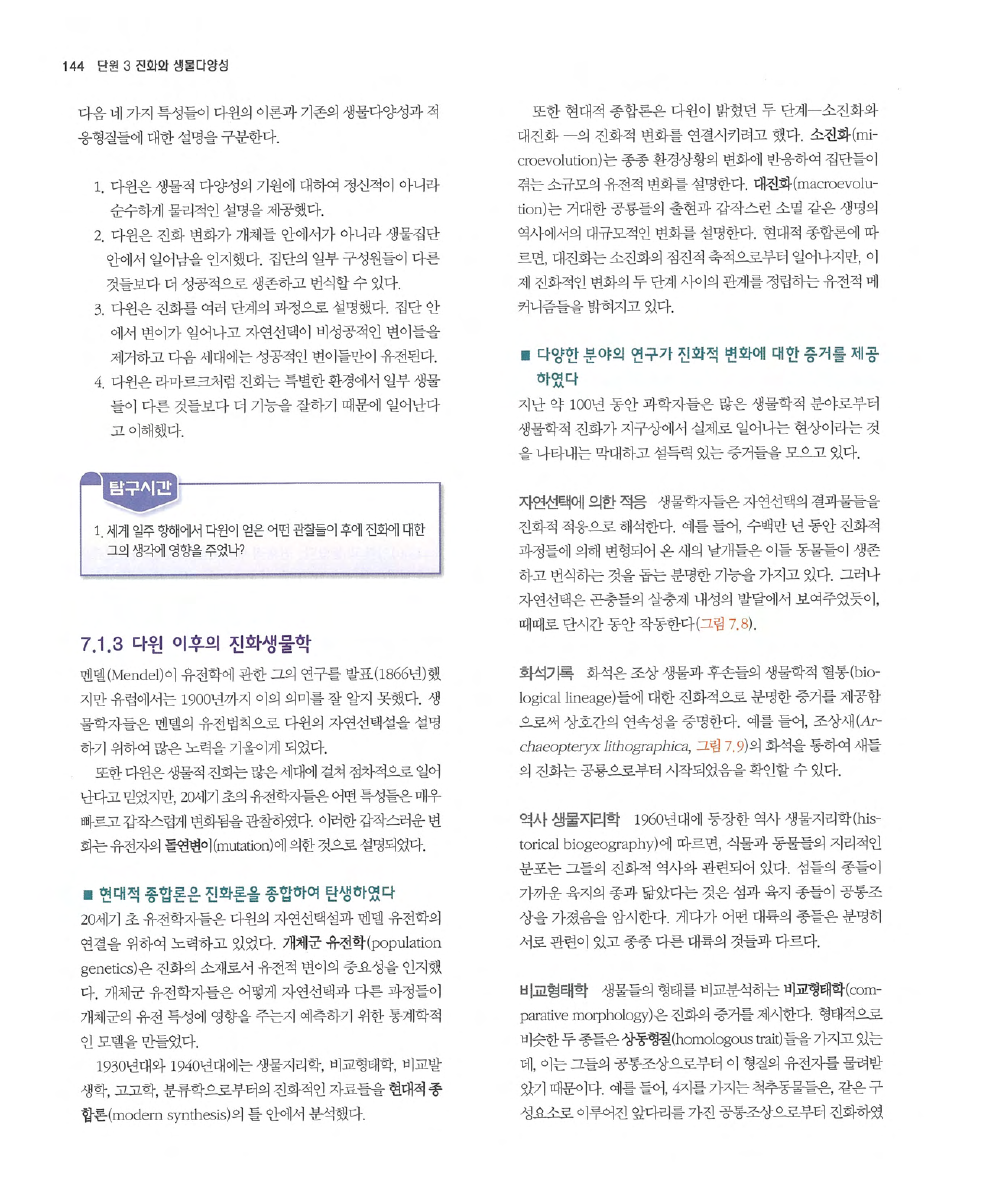 144 단원 3 진화와 생물다양성
다음 네 가지 특성들이 다윈의 이론과 기존의 생물다양성과 적
응형질들에 대한 설명을 구분한다.
1. 다윈은 생물적 다양성의 기원에 대하여 정신적이 아니라
순수하게 물리적인 설명을 제공했다.
2. 다윈은 진화 변화가 개체들 안에서가 아니라 생물집단
안에서 일어남을 인지했다. 집단의 일부 구성원들이 다른
것들보다 더 성공적으로 생존하고 번식할 수 있다.
3. 다윈은 진화를 여러 단계의 과정으로 설명했다. 집단 안
에서 변이가 일어나고 자연선택이 비성공적인 변이들을
제거하고 다음 세대에는 성공적인 변이들만이 유전된다.
4. 다윈은 라마르크처럼 진화는 특별한 환경에서 일부 생물
들이 다른 것들보다 더 기능을 잘하기 때문에 일어난다
고 이해했다.
탐구시간
1. 세계 일주 항해에서 다윈이 얻은 어떤 관찰들이 후에 진화에 대한
그의 생각에 영향을 주었나?
7.1.3 다윈 이후의 진화생물학
멘델(Mendel)이 유전학에 관한 그의 연구를 발표(1866년)했
지만 유럽에서는 1900년까지 이의 의미를 잘 알지 못했다. 생
물학자들은 멘델의 유전법칙으로 다윈의 자연선택설을 설명
하기 위하여 많은 노력을 기울이게 되었다.
또한 다윈은 생물적 진화는 많은 세대에 걸쳐 점차적으로 일어
난다고 믿었지만, 20세기 초의 유전학자들은 어떤 특성들은 매우
빠르고 갑작스럽게 변화됨을 관찰하였다. 이러한 갑작스러운 변
화는 유전자의 돌연변이(mutation)에 의한 것으로 설명되었다.
■ 현대적 종합론은 진화론을 종합하여 탄생하였다
20세기 초 유전학자들은 다윈의 자연선택설과 멘델 유전학의
연결을 위하여 노력하고 있었다. 개체군 유전학(population
genetics)은 진화의 소재로서 유전적 변이의 중요성을 인지했
다. 개체군 유전학자들은 어떻게 자연선택과 다른 과정들이
개체군의 유전 특성에 영향을 주는지 예측하기 위한 통계학적
인 모델을 만들었다.
1930년대와 1940년대에는 생물지리학, 비교형태학, 비교발
생학, 고고학, 분류학으로부터의 진화적인 자료들을 현대적 종
합론(modern synthesis)의 틀 안에서 분석했다.
또한 현대적 종합론은 다윈이 밝혔던 두 단계—소진화와
대진화 —의 진화적 변화를 연결시키려고 했다. 소진화(mi-
croevolution)는 종종 환경상황의 변화에 반응하여 집단들이
겪는 소규모의 유전적 변화를 설명한다. 대진화(macroevolu-
tion)는 거대한 공룡들의 출현과 갑작스런 소멸 같은 생명의
역사에서의 대규모적인 변화를 설명한다. 현대적 종합론에 따
르면, 대진화는 소진화의 점진적 축적으로부터 일어나지만, 이
제 진화적인 변화의 두 단계 사이의 관계를 정립하는 유전적 메
커니즘들을 밝혀지고 있다.
■ 다양한 분야의 연구가 진화적 변화에 대한 증거를 제공
하였다
지난 약 100년 동안 과학자들은 많은 생물학적 분야로부터
생물학적 진화가 지구상에서 실제로 일어나는 현상이라는 것
을 나타내는 막대하고 설득력 있는 증거들을 모으고 있다.
자연선택에 의한 적응 생물학자들은 자연선택의 결과물들을
진화적 적응으로 해석한다. 예를 들어, 수백만 년 동안 진화적
과정들에 의해 변형되어 온 새의 날개들은 이들 동물들이 생존
하고 번식하는 것을 돕는 분명한 기능을 가지고 있다. 그러나
자연선택은 곤충들의 살충제 내성의 발달에서 보여주었듯이,
때때로 단시간 동안 작동한다(그림 7.8).
화석기록 화석은 조상 생물과 후손들의 생물학적 혈통(bio-
logical lineage)들에 대한 진화적으로 분명한 증거를 제공함
으로써 상호간의 연속성을 증명한다. 예를 들어, 조상새(Ar-
chaeopteryx lithographica, 그림 7.9)의 화석을 통하여 새들
의 진화는 공룡으로부터 시작되었음을 확인할 수 있다.
역사 생물지리학 1960년대에 등장한 역사 생물지리학(his-
torical biogeography)에 따르면, 식물과 동물들의 지리적인
분포는 그들의 진화적 역사와 관련되어 있다. 섬들의 종들이
가까운 육지의 종과 닮았다는 것은 섬과 육지 종들이 공통조
상을 가졌음을 암시한다. 게다가 어떤 대륙의 종들은 분명히
서로 관련이 있고 종종 다른 대륙의 것들과 다르다.
비교형태학 생물들의 형태를 비교분석하는 비교형태학(com-
parative morphology)은 진화의 증거를 제시한다. 형태적으로
비슷한 두 종들은 상동형질(homologous trait)들을 가지고 있는
데, 이는 그들의 공통조상으로부터 이 형질의 유전자를 물려받
았기 때문이다. 예를 들어, 4지를 가지는 척추동물들은, 같은 구
성요소로 이루어진 앞다리를 가진 공통조상으로부터 진화하였